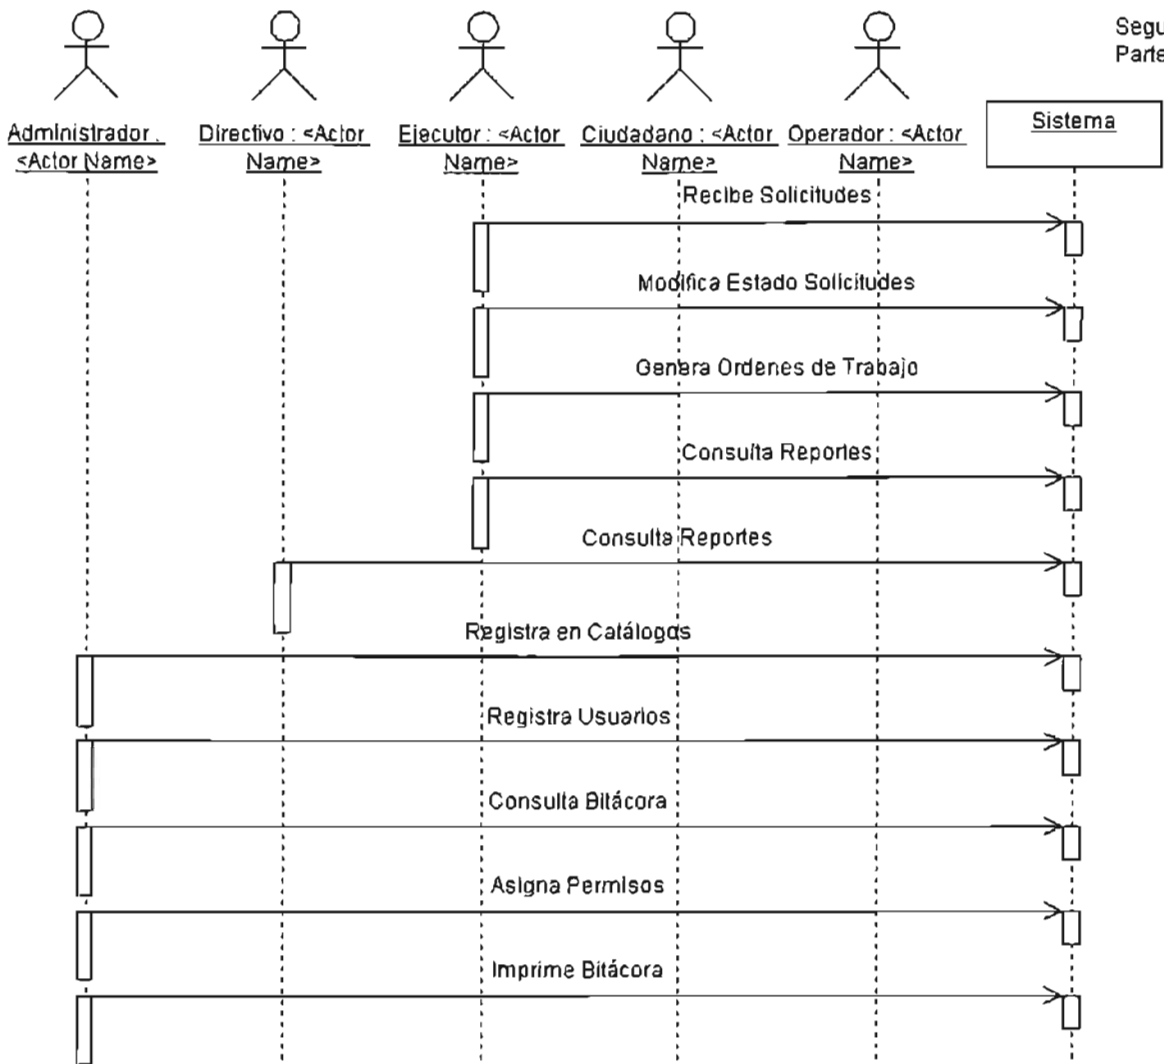 Segu
Parte
Administrador :
<Actor Name>
Directivo : <Actor
Name>
Ejecutor : <Actor
Name>
Ciudadano : <Actor
Name>
Operador : <Actor
Name>
Sistema
Recibe Solicitudes
Modifica Estado Solicitudes
Genera Ordenes de Trabajo
Consulta Reportes
Consulta Reportes
Registra en Catálogos
Registra Usuarios
Consulta Bitácora
Asigna Permisos
Imprime Bitácora